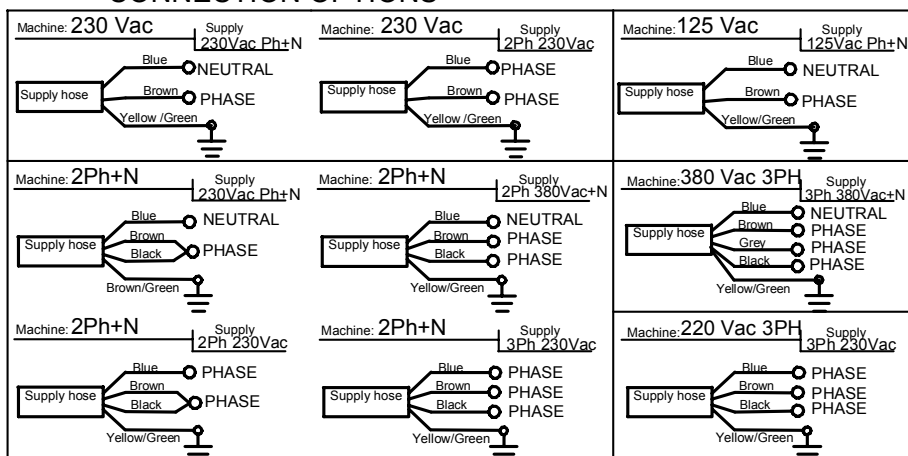 Machine: 230 Vac
Supply
230Vac Ph+N
Blue
NEUTRAL
Supply hose
Brown
PHASE
Yellow /Green
Machine: 230 Vac
Supply
2Ph 230Vac
Blue
PHASE
Supply hose
Brown
PHASE
Yellow /Green
Machine: 125 Vac
Supply
125Vac Ph+N
Blue
NEUTRAL
Supply hose
Brown
PHASE
Yellow/Green
Machine: 2Ph+N
Supply
230Vac Ph+N
Blue
NEUTRAL
Supply hose
Brown
Black
PHASE
Brown/Green
Machine: 2Ph+N
Supply
2Ph 380Vac+N
Blue
NEUTRAL
Supply hose
Brown
PHASE
Black
PHASE
Yellow/Green
Machine: 380 Vac 3PH
Supply
3Ph 380Vac+N
Blue
NEUTRAL
Supply hose
Brown
PHASE
Grey
PHASE
Black
PHASE
Yellow/Green
Machine: 2Ph+N
Supply
2Ph 230Vac
Blue
PHASE
Supply hose
Brown
Black
PHASE
Yellow/Green
Machine: 2Ph+N
Supply
3Ph 230Vac
Blue
PHASE
Supply hose
Brown
PHASE
Black
PHASE
Yellow/Green
Machine: 220 Vac 3PH
Supply
3Ph 230Vac
Blue
PHASE
Supply hose
Brown
PHASE
Black
PHASE
Yellow/Green